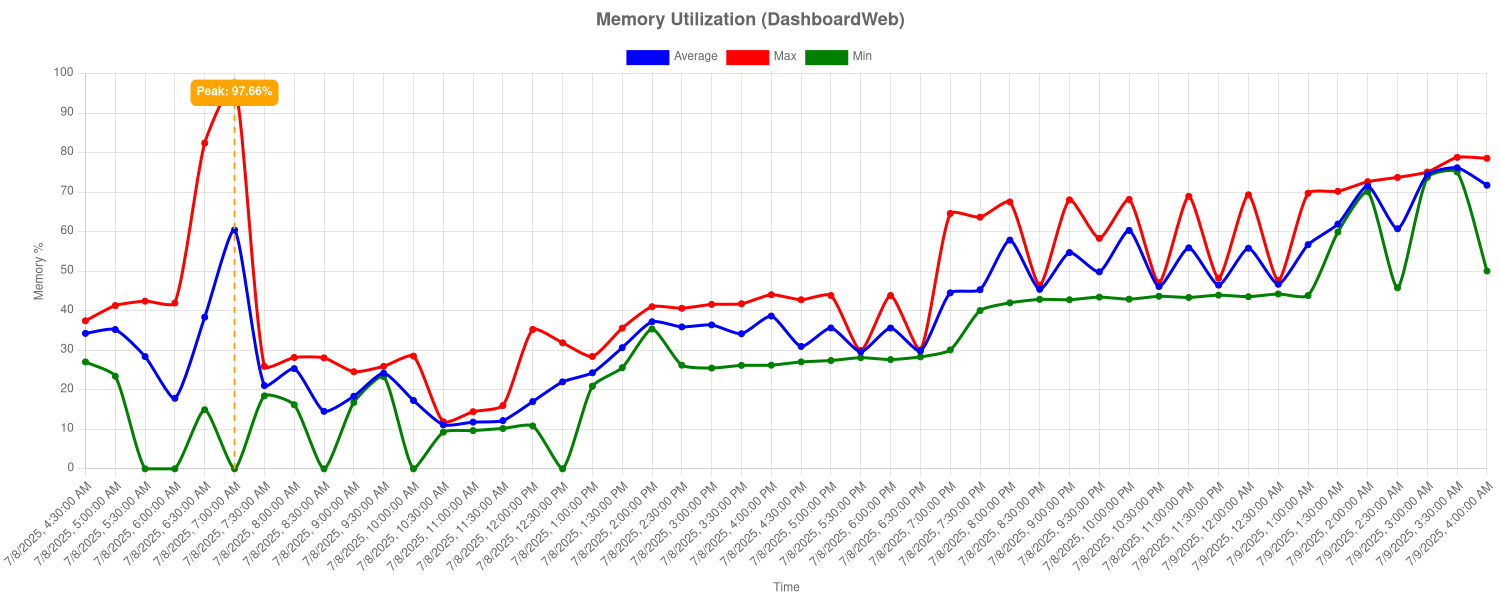 Memory Utilization (DashboardWeb)
Average Max Min
Peak: 97.66%
100
90
80
70
60
50
40
30
20
10
0
Memory %
7/8/2025, 4:30:00 AM
7/8/2025, 5:00:00 AM
7/8/2025, 5:30:00 AM
7/8/2025, 6:00:00 AM
7/8/2025, 6:30:00 AM
7/8/2025, 7:00:00 AM
7/8/2025, 7:30:00 AM
7/8/2025, 8:00:00 AM
7/8/2025, 8:30:00 AM
7/8/2025, 9:00:00 AM
7/8/2025, 9:30:00 AM
7/8/2025, 10:00:00 AM
7/8/2025, 10:30:00 AM
7/8/2025, 11:00:00 AM
7/8/2025, 11:30:00 AM
7/8/2025, 12:00:00 PM
7/8/2025, 12:30:00 PM
7/8/2025, 1:00:00 PM
7/8/2025, 1:30:00 PM
7/8/2025, 2:00:00 PM
7/8/2025, 2:30:00 PM
7/8/2025, 3:00:00 PM
7/8/2025, 3:30:00 PM
7/8/2025, 4:00:00 PM
7/8/2025, 4:30:00 PM
7/8/2025, 5:00:00 PM
7/8/2025, 5:30:00 PM
7/8/2025, 6:00:00 PM
7/8/2025, 6:30:00 PM
7/8/2025, 7:00:00 PM
7/8/2025, 7:30:00 PM
7/8/2025, 8:00:00 PM
7/8/2025, 8:30:00 PM
7/8/2025, 9:00:00 PM
7/8/2025, 9:30:00 PM
7/8/2025, 10:00:00 PM
7/8/2025, 10:30:00 PM
7/8/2025, 11:00:00 PM
7/8/2025, 11:30:00 PM
7/9/2025, 12:00:00 AM
7/9/2025, 12:30:00 AM
7/9/2025, 1:00:00 AM
7/9/2025, 1:30:00 AM
7/9/2025, 2:00:00 AM
7/9/2025, 2:30:00 AM
7/9/2025, 3:00:00 AM
7/9/2025, 3:30:00 AM
7/9/2025, 4:00:00 AM
Time